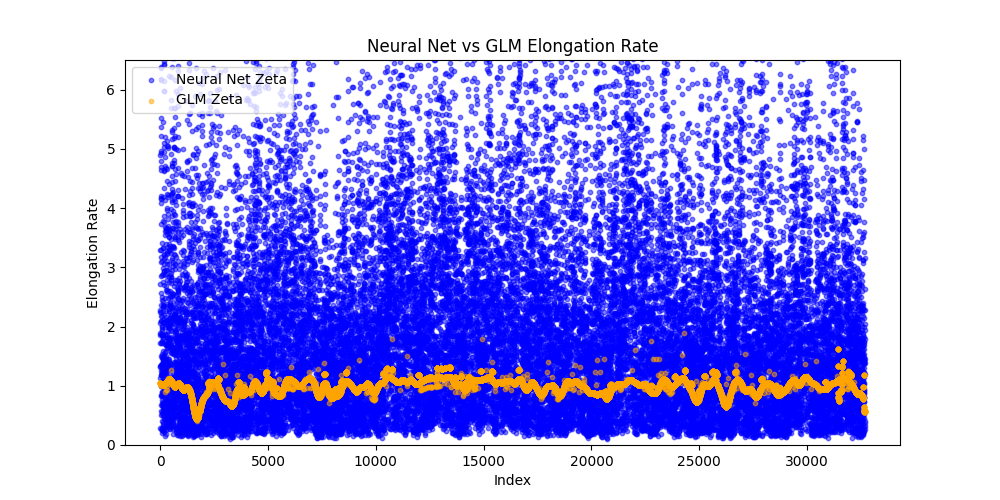 Neural Net vs GLM Elongation Rate
Neural Net Zeta
GLM Zeta
Elongation Rate
6
5
4
3
2
1
0
0 5000 10000 15000 20000 25000 30000
Index